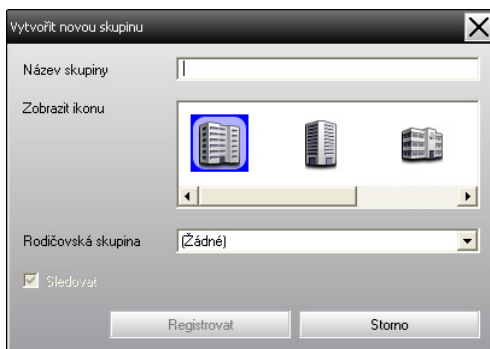 Vytvořit novou skupinu
Název skupiny
Zobrazit ikonu
Rodičovská skupina
(Žádné)
Sledovat
Registrovat
Storno